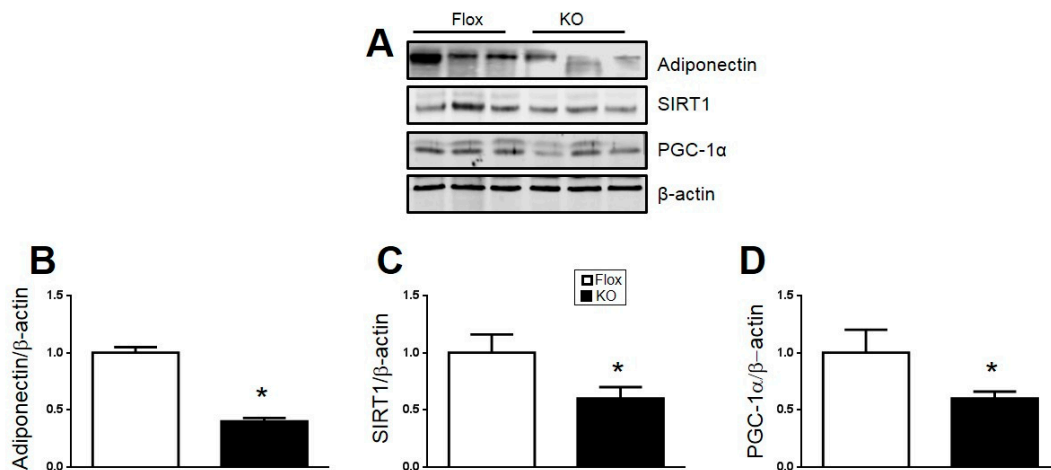 A
Flox KO
Adiponectin
SIRT1
PGC-1α
β-actin
B
Adiponectin/β-actin
1.5
1.0
0.5
0.0
*
C
SIRT1/β-actin
1.5
1.0
0.5
0.0
*
Flox
KO
D
PGC-1α/β-actin
1.5
1.0
0.5
0.0
*